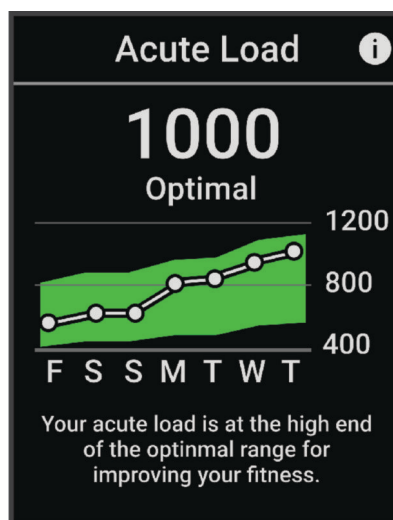 Acute Load i
1000
Optimal
1200
800
400
F S S M T W T
Your acute load is at the high end
of the optinmal range for
improving your fitness.